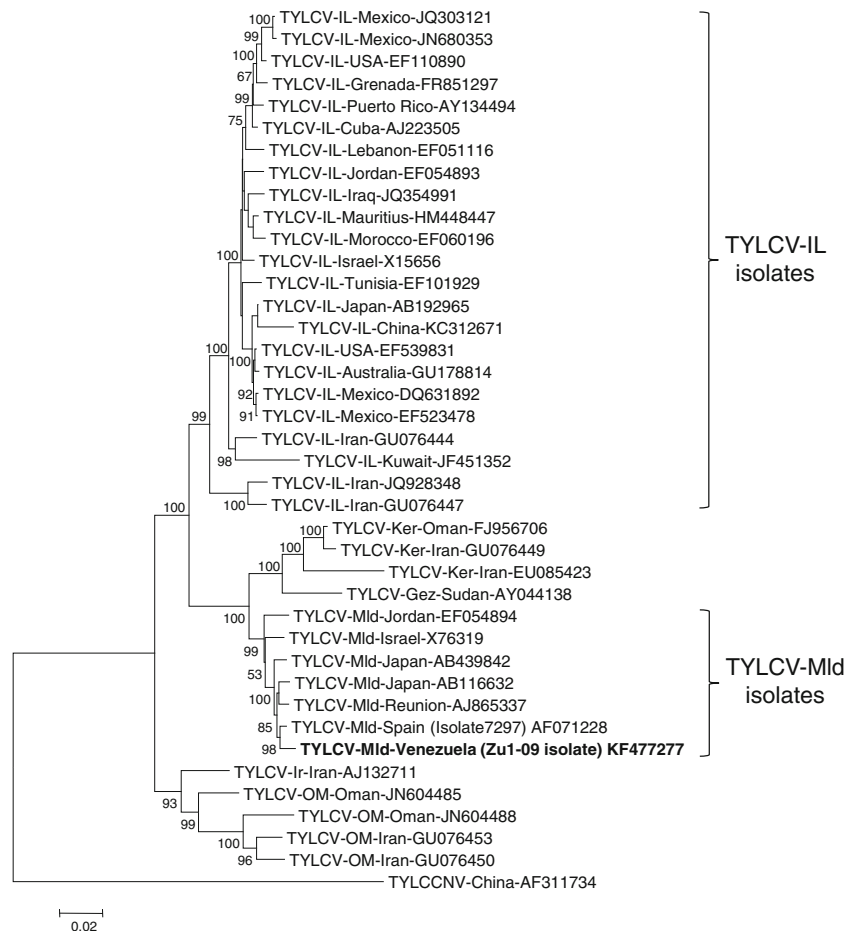 TYLCV-IL-Mexico-JQ303121
TYLCV-IL-Mexico-JN680353
TYLCV-IL-USA-EF110890
TYLCV-IL-Grenada-FR851297
TYLCV-IL-Puerto Rico-AY134494
TYLCV-IL-Cuba-AJ223505
TYLCV-IL-Lebanon-EF051116
TYLCV-IL-Jordan-EF054893
TYLCV-IL-Iraq-JQ354991
TYLCV-IL-Mauritius-HM448447
TYLCV-IL-Morocco-EF060196
TYLCV-IL-Israel-X15656
TYLCV-IL-Tunisia-EF101929
TYLCV-IL-Japan-AB192965
TYLCV-IL-China-KC312671
TYLCV-IL-USA-EF539831
TYLCV-IL-Australia-GU178814
TYLCV-IL-Mexico-DQ631892
TYLCV-IL-Mexico-EF523478
TYLCV-IL-Iran-GU076444
TYLCV-IL-Kuwait-JF451352
TYLCV-IL-Iran-JQ928348
TYLCV-IL-Iran-GU076447
TYLCV-Ker-Oman-FJ956706
TYLCV-Ker-Iran-GU076449
TYLCV-Ker-Iran-EU085423
TYLCV-Gez-Sudan-AY044138
TYLCV-Mld-Jordan-EF054894
TYLCV-Mld-Israel-X76319
TYLCV-Mld-Japan-AB439842
TYLCV-Mld-Japan-AB116632
TYLCV-Mld-Reunion-AJ865337
TYLCV-Mld-Spain (Isolate7297) AF071228
TYLCV-Mld-Venezuela (Zu1-09 isolate) KF477277
TYLCV-Ir-Iran-AJ132711
TYLCV-OM-Oman-JN604485
TYLCV-OM-Oman-JN604488
TYLCV-OM-Iran-GU076453
TYLCV-OM-Iran-GU076450
TYLCCNV-China-AF311734
TYLCV-IL
isolates
TYLCV-Mld
isolates
100
99
100
67
99
75
100
100
100
92
91
99
98
100
100
100
100
100
100
99
53
100
85
98
93
99
100
96
0.02